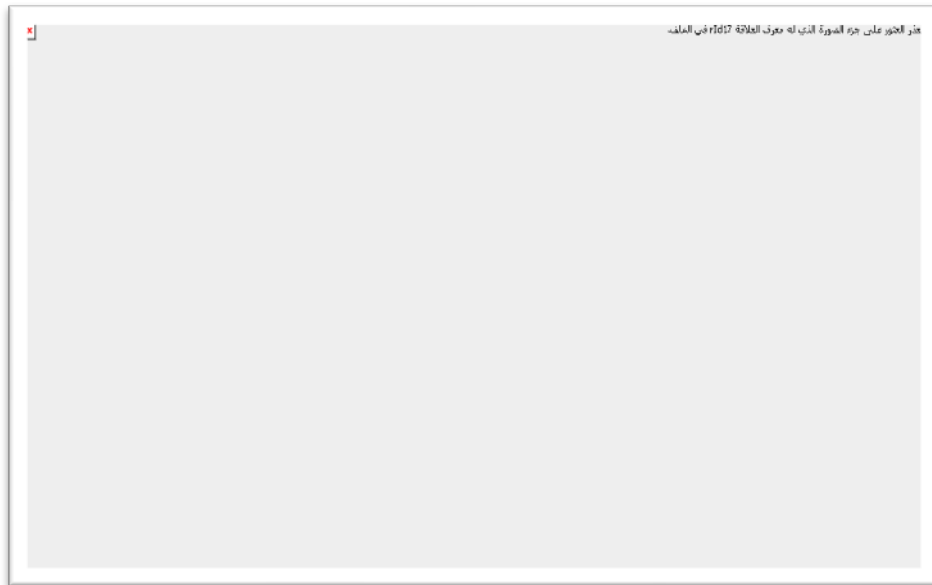 تعذر العثور على جزء الصورة الذي له معرف العلاقة rId17 في الملف.